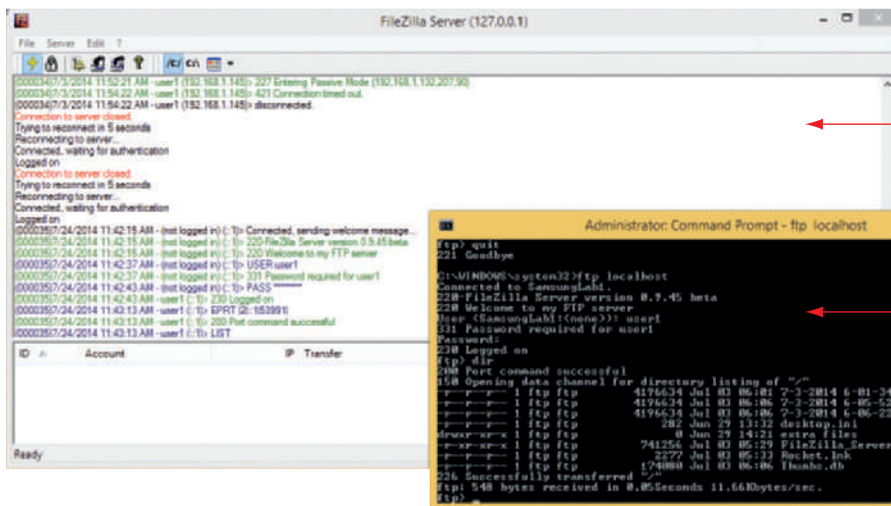 FileZilla Server (127.0.0.1)
File Server Edit ?
/C/ C:\
(000034)7/3/2014 11:52:21 AM - user1 (192.168.1.145)> 227 Entering Passive Mode (192,168,1,132,207,90)
(000034)7/3/2014 11:54:22 AM - user1 (192.168.1.145)> 421 Connection timed out.
(000034)7/3/2014 11:54:22 AM - user1 (192.168.1.145)> disconnected.
Connection to server closed.
Trying to reconnect in 5 seconds
Reconnecting to server...
Connected, waiting for authentication
Logged on
Connection to server closed.
Trying to reconnect in 5 seconds
Reconnecting to server...
Connected, waiting for authentication
Logged on
(000035)7/24/2014 11:42:15 AM - (not logged in) (::1)> Connected, sending welcome message...
(000035)7/24/2014 11:42:15 AM - (not logged in) (::1)> 220-FileZilla Server version 0.9.45 beta
(000035)7/24/2014 11:42:15 AM - (not logged in) (::1)> 220 Welcome to my FTP server
(000035)7/24/2014 11:42:37 AM - (not logged in) (::1)> USER user1
(000035)7/24/2014 11:42:37 AM - (not logged in) (::1)> 331 Password required for user1
(000035)7/24/2014 11:42:43 AM - (not logged in) (::1)> PASS ********
(000035)7/24/2014 11:42:43 AM - user1 (::1)> 230 Logged on
(000035)7/24/2014 11:43:13 AM - user1 (::1)> EPRT |2|::1|53991|
(000035)7/24/2014 11:43:13 AM - user1 (::1)> 200 Port command successful
(000035)7/24/2014 11:43:13 AM - user1 (::1)> LIST
ID Account IP Transfer
Ready
Administrator: Command Prompt - ftp localhost
ftp> quit
221 Goodbye
C:\WINDOWS\system32>ftp localhost
Connected to SamsungLab1.
220-FileZilla Server version 0.9.45 beta
220 Welcome to my FTP server
User (SamsungLab1:(none)): user1
331 Password required for user1
Password:
230 Logged on
ftp> dir
200 Port command successful
150 Opening data channel for directory listing of "/"
-r--r--r-- 1 ftp ftp 4196634 Jul 03 06:01 7-3-2014 6-01-34
-r--r--r-- 1 ftp ftp 4196634 Jul 03 06:06 7-3-2014 6-05-52
-r--r--r-- 1 ftp ftp 4196634 Jul 03 06:06 7-3-2014 6-06-22
-r--r--r-- 1 ftp ftp 282 Jun 29 13:32 desktop.ini
drwxr-xr-x 1 ftp ftp 0 Jun 29 14:21 extra files
-r-xr-xr-x 1 ftp ftp 741256 Jul 03 05:29 FileZilla_Server
-r--r--r-- 1 ftp ftp 2277 Jul 03 05:33 Rocket.lnk
-r--r--r-- 1 ftp ftp 174080 Jul 03 06:06 Thumbs.db
226 Successfully transferred "/"
ftp: 548 bytes received in 0.05Seconds 11.66Kbytes/sec.
ftp>